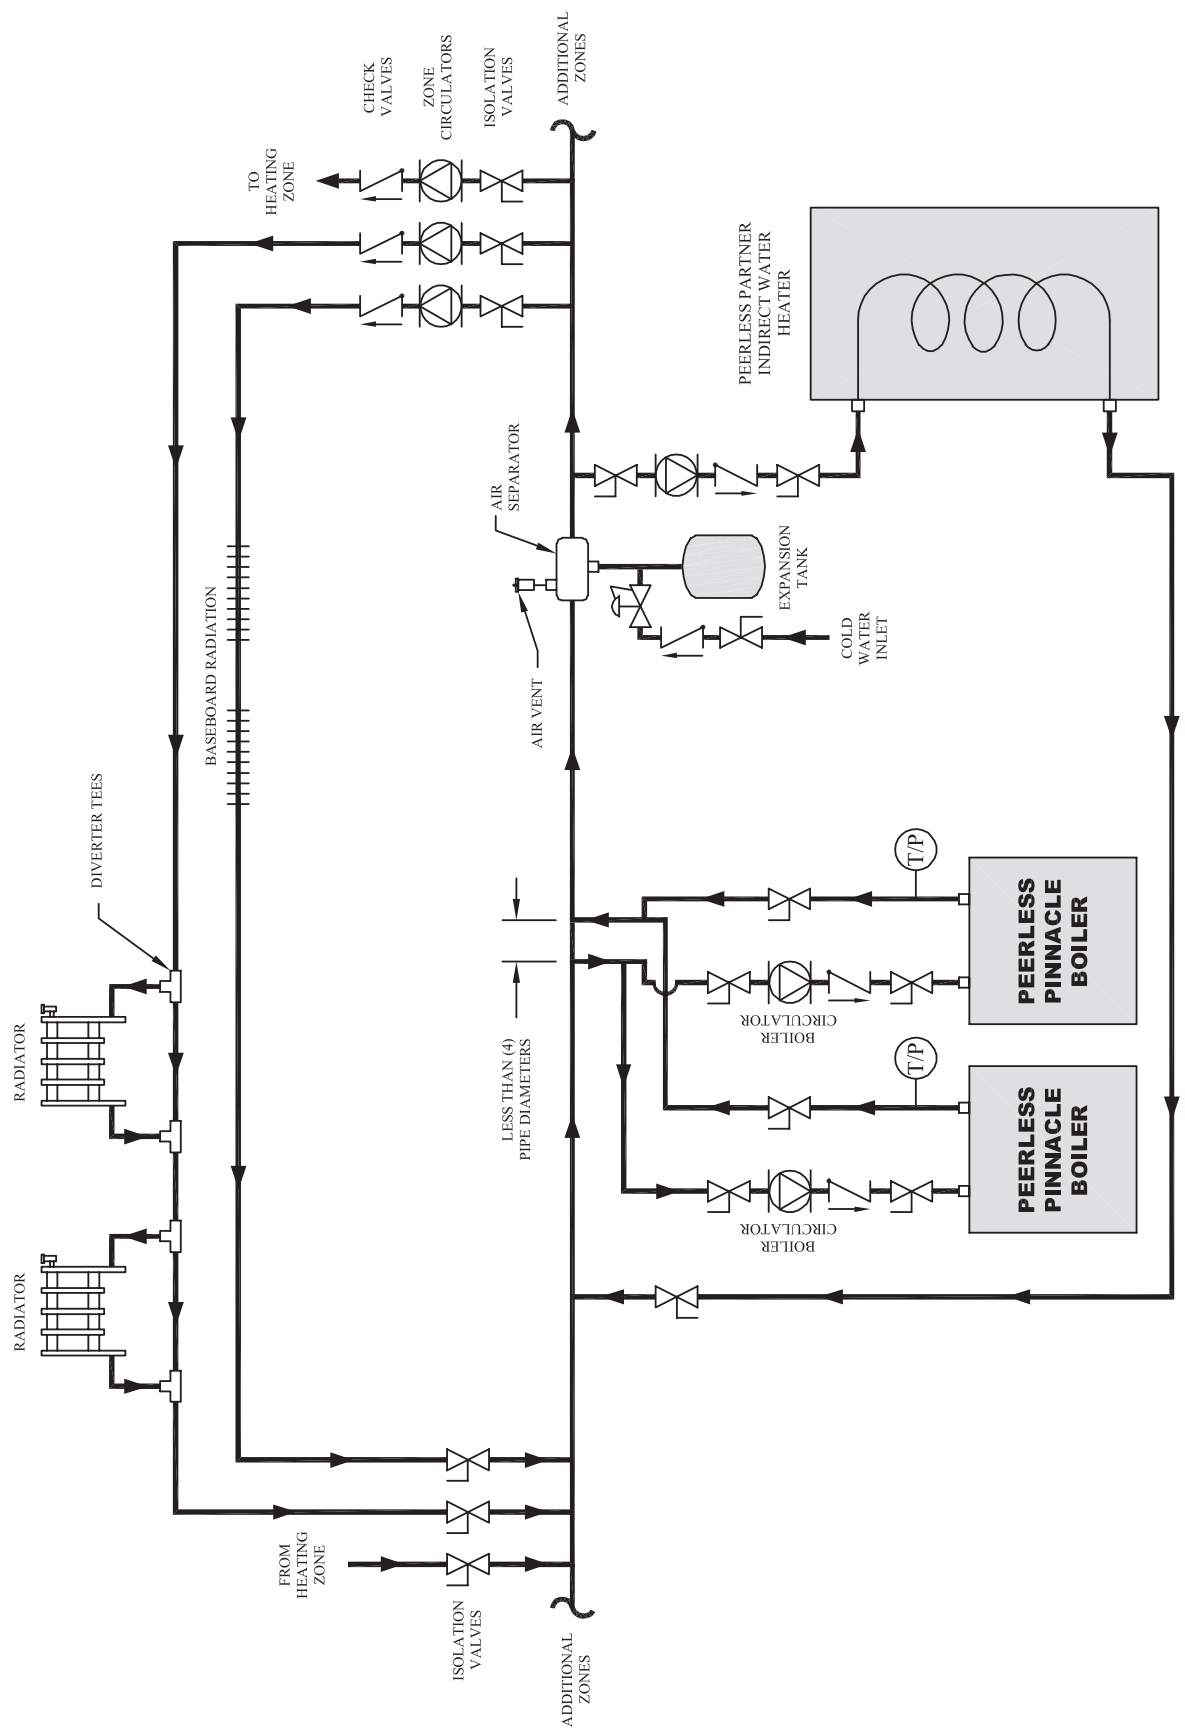 RADIATOR
RADIATOR
DIVERTER TEES
BASEBOARD RADIATION
TO
HEATING
ZONE
CHECK
VALVES
ZONE
CIRCULATORS
ISOLATION
VALVES
ADDITIONAL
ZONES
FROM
HEATING
ZONE
ISOLATION
VALVES
ADDITIONAL
ZONES
LESS THAN (4)
PIPE DIAMETERS
AIR VENT
AIR
SEPARATOR
EXPANSION
TANK
COLD
WATER
INLET
PEERLESS PARTNER
INDIRECT WATER
HEATER
BOILER
CIRCULATOR
BOILER
CIRCULATOR
T/P
T/P
PEERLESS
PINNACLE
BOILER
PEERLESS
PINNACLE
BOILER